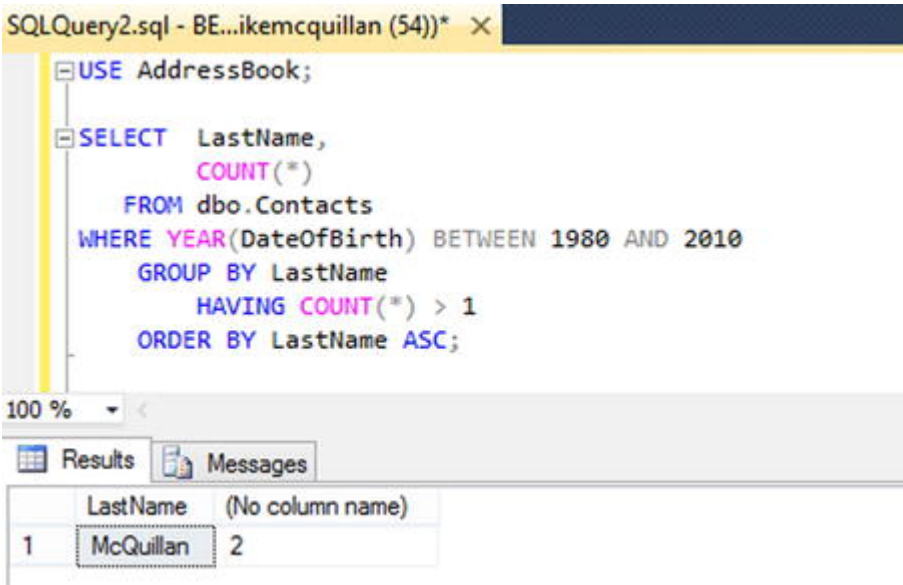 SQLQuery2.sql - BE...ikemcquillan (54))* ×
USE AddressBook;
SELECT LastName,
COUNT(*)
FROM dbo.Contacts
WHERE YEAR(DateOfBirth) BETWEEN 1980 AND 2010
GROUP BY LastName
HAVING COUNT(*) > 1
ORDER BY LastName ASC;
100 %
Results Messages
LastName (No column name)
1 McQuillan 2